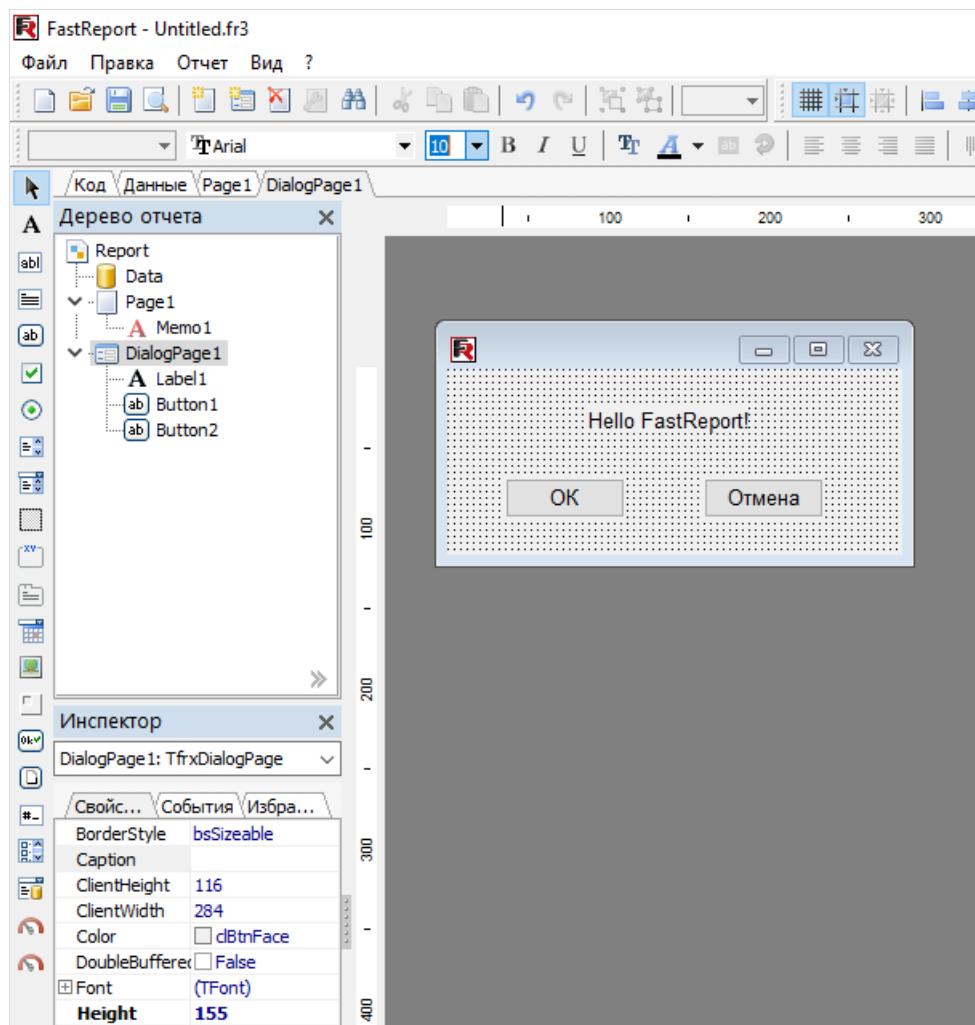 FastReport - Untitled.fr3
Файл Правка Отчет Вид ?
Arial 10 B I U
Код Данные Page1 DialogPage1
Дерево отчета
100 200 300
Report
Data
Page1
Memo1
DialogPage1
Label1
Button1
Button2
Hello FastReport!
OK Отмена
100
200
300
400
Инспектор
DialogPage1: TfrxDialogPage
Свойс... События Избра...
BorderStyle bsSizeable
Caption
ClientHeight 116
ClientWidth 284
Color clBtnFace
DoubleBuffered False
Font (TFont)
Height 155